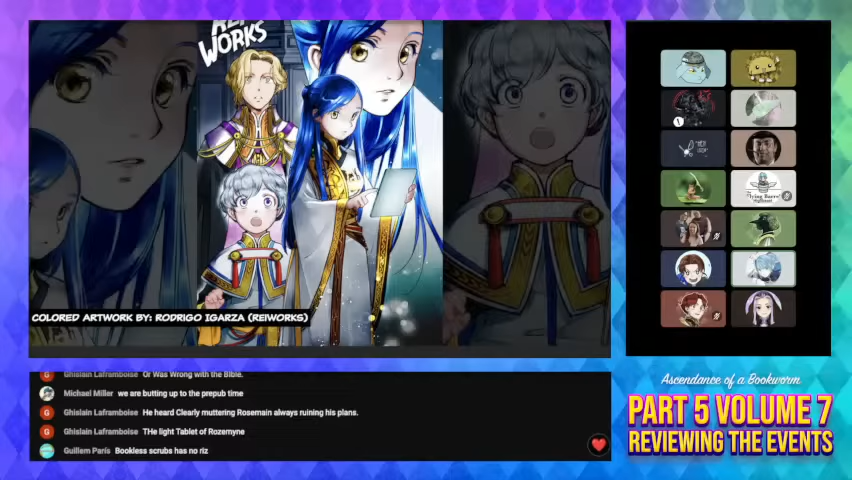 REI
WORKS
COLORED ARTWORK BY: RODRIGO IGARZA (REIWORKS)
Ghislain Laframboise Or Was Wrong with the Bible.
Michael Miller we are butting up to the prepub time
Ghislain Laframboise He heard Clearly muttering Rosemain always ruining his plans.
Ghislain Laframboise THe light Tablet of Rozemyne
Guillem París Bookless scrubs has no riz
Ascendance of a Bookworm
PART 5 VOLUME 7
REVIEWING THE EVENTS